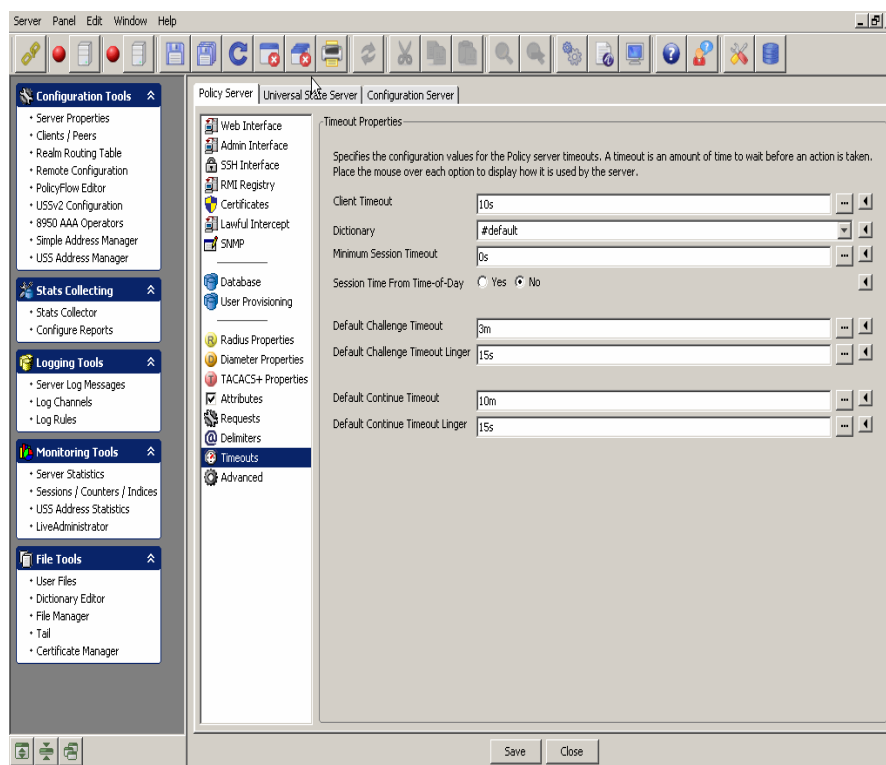 Server Panel Edit Window Help
Configuration Tools
Server Properties
Clients / Peers
Realm Routing Table
Remote Configuration
PolicyFlow Editor
USSv2 Configuration
8950 AAA Operators
Simple Address Manager
USS Address Manager
Stats Collecting
Stats Collector
Configure Reports
Logging Tools
Server Log Messages
Log Channels
Log Rules
Monitoring Tools
Server Statistics
Sessions / Counters / Indices
USS Address Statistics
LiveAdministrator
File Tools
User Files
Dictionary Editor
File Manager
Tail
Certificate Manager
Policy Server Universal State Server Configuration Server
Web Interface
Admin Interface
SSH Interface
RMI Registry
Certificates
Lawful Intercept
SNMP
Database
User Provisioning
R Radius Properties
D Diameter Properties
T TACACS+ Properties
Attributes
Requests
@ Delimiters
Timeouts
Advanced
Timeout Properties
Specifies the configuration values for the Policy server timeouts. A timeout is an amount of time to wait before an action is taken.
Place the mouse over each option to display how it is used by the server.
Client Timeout 10s ...
Dictionary #default
Minimum Session Timeout 0s ...
Session Time From Time-of-Day Yes No
Default Challenge Timeout 3m ...
Default Challenge Timeout Linger 15s ...
Default Continue Timeout 10m ...
Default Continue Timeout Linger 15s ...
Save Close